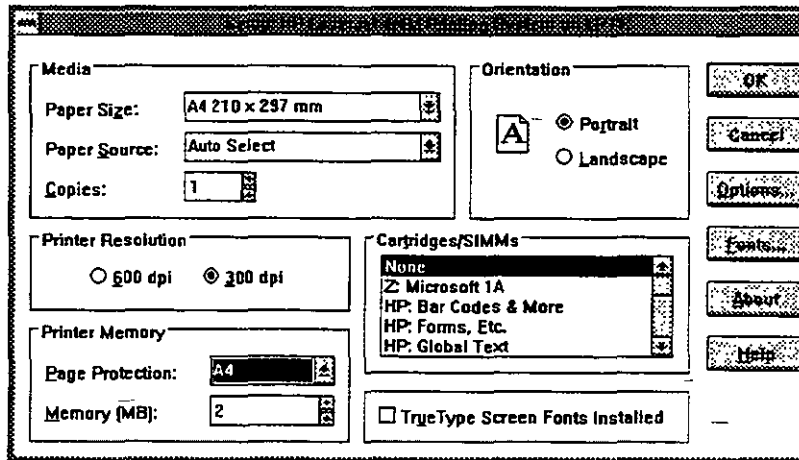 Media
Paper Size: A4 210 x 297 mm
Paper Source: Auto Select
Copies: 1
Orientation
A
Portrait
Landscape
OK
Cancel
Options...
Fonts...
About
Help
Printer Resolution
600 dpi 300 dpi
Cartridges/SIMMs
None
Z: Microsoft 1A
HP: Bar Codes & More
HP: Forms, Etc.
HP: Global Text
Printer Memory
Page Protection: A4
Memory (MB): 2
TrueType Screen Fonts Installed